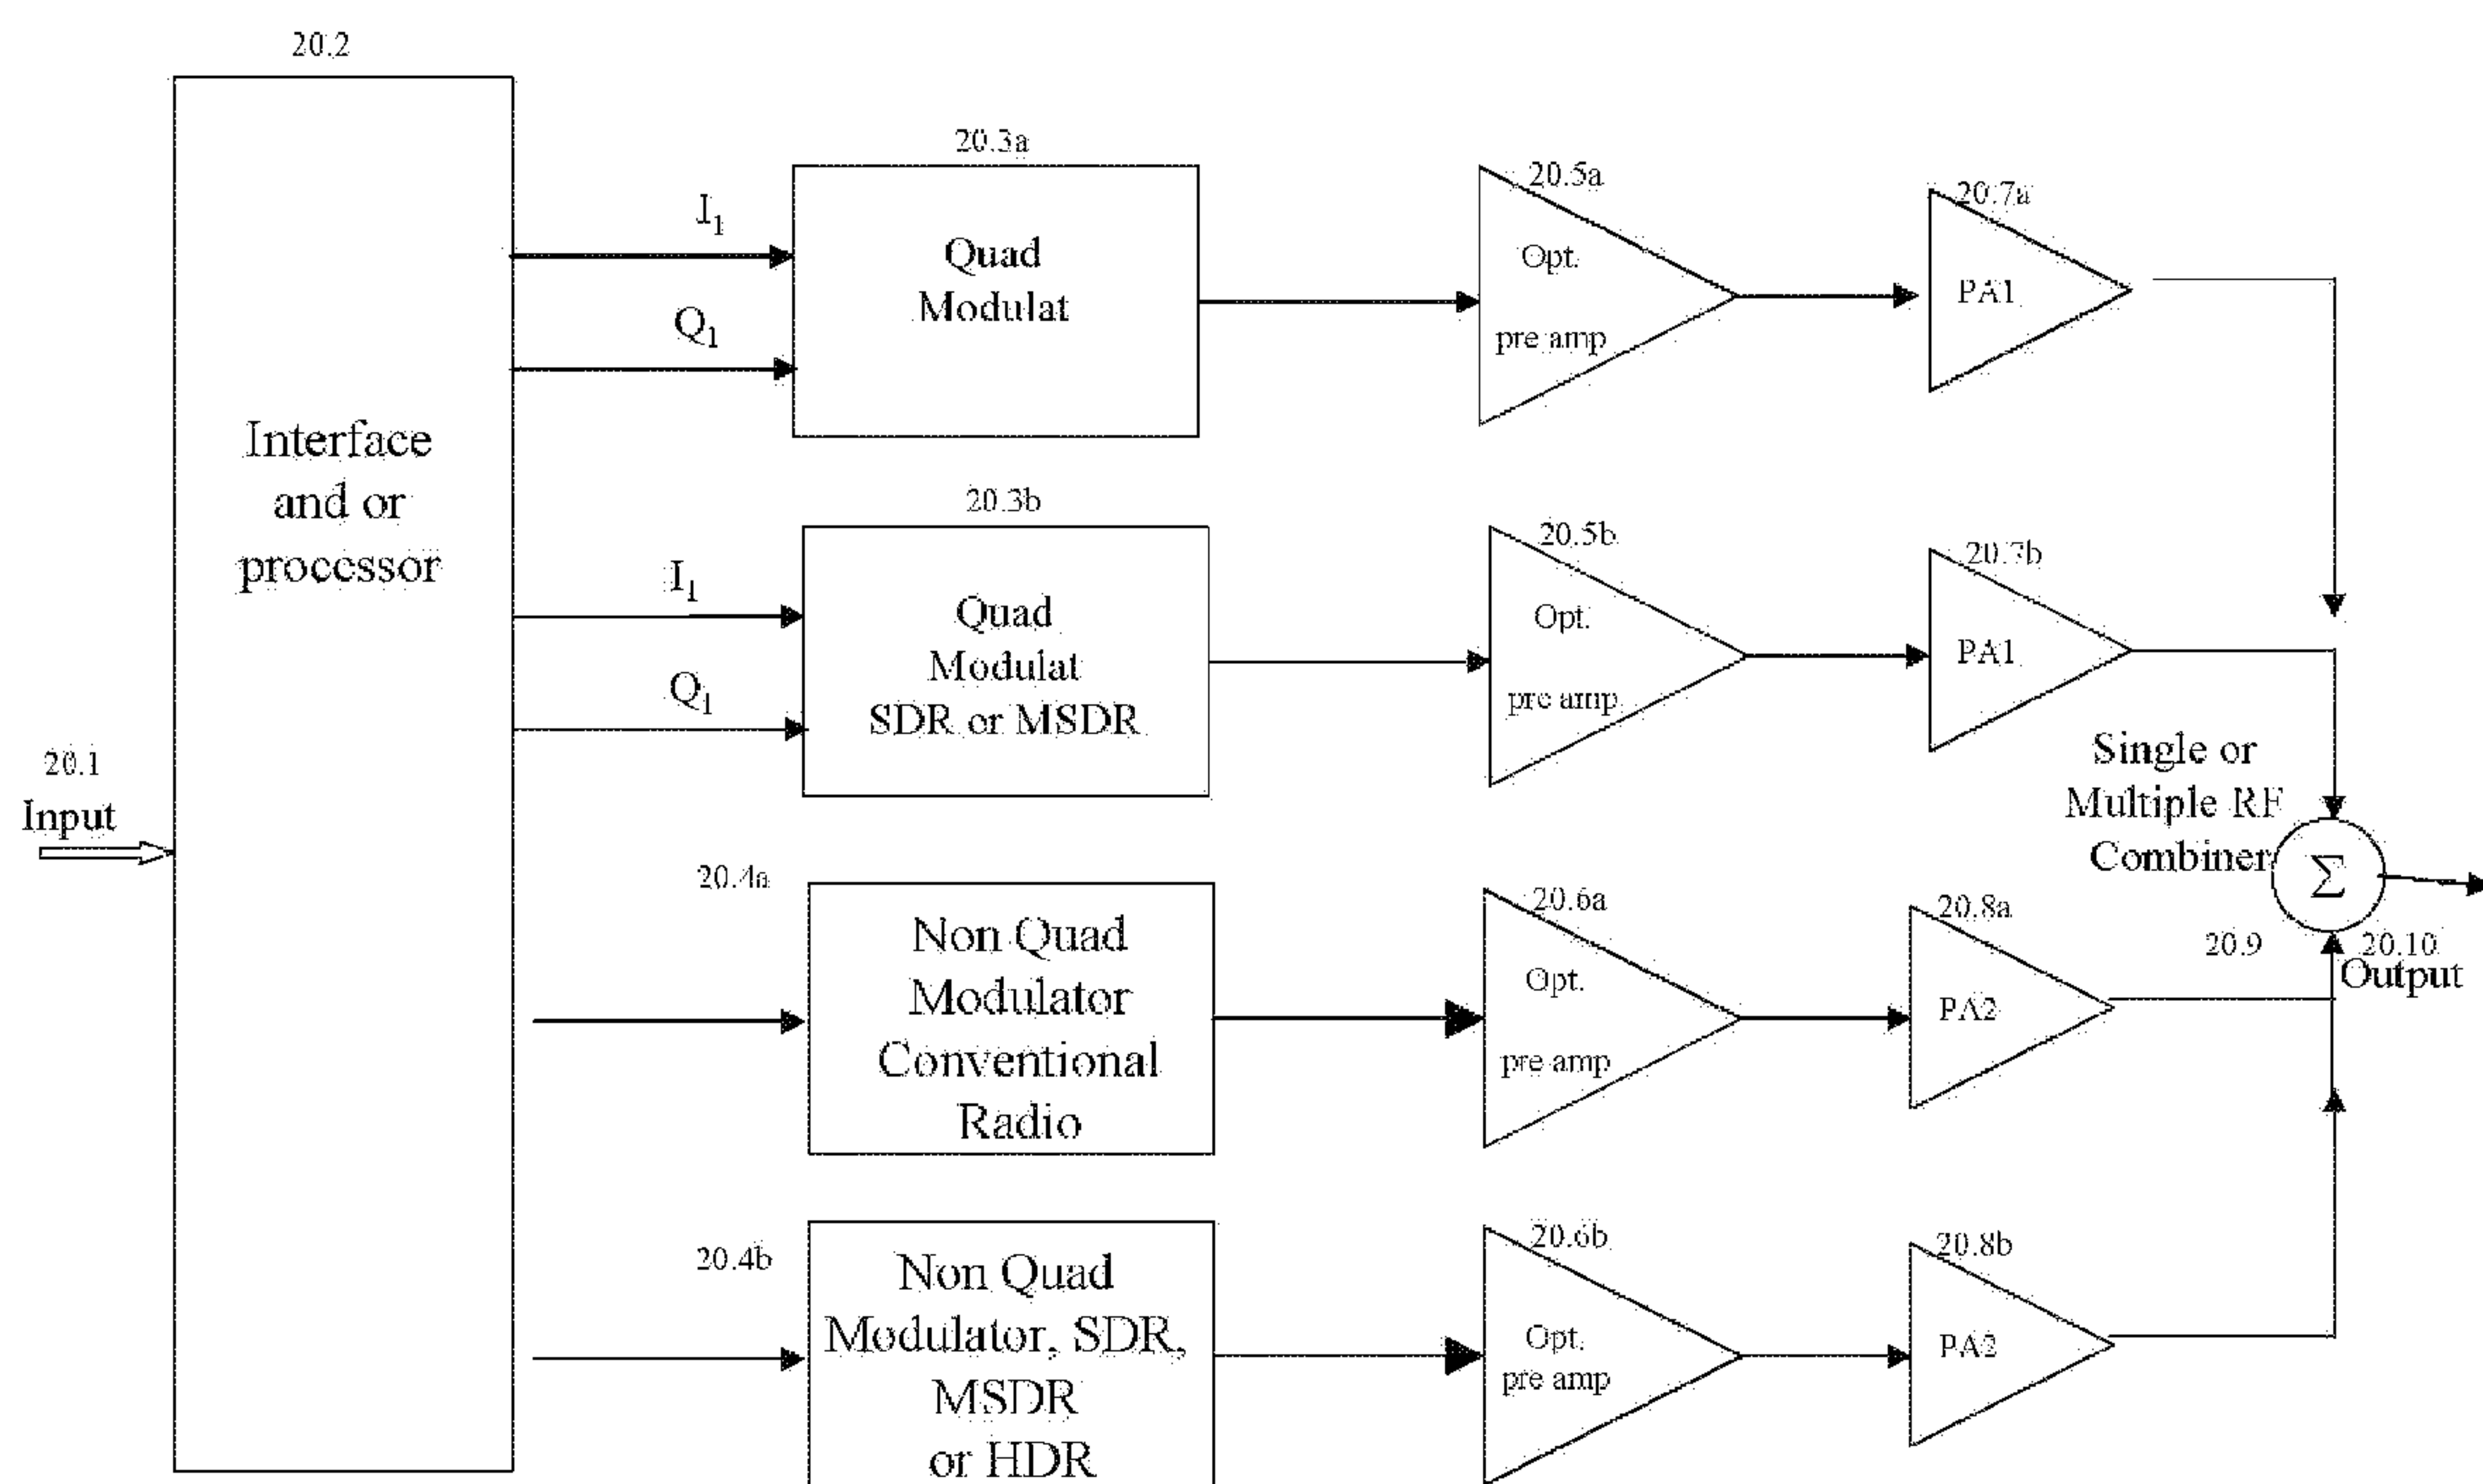 20.2
20.3a
20.5a
20.7a
I1
Quad
Modulat
Opt.
pre amp
PA1
Q1
Interface
and or
processor
20.3b
20.5b
20.7b
I1
Quad
Modulat
SDR or MSDR
Opt.
pre amp
PA1
Q1
20.1
Input
Single or
Multiple RF
Combiner
Σ
20.9
20.10
Output
20.4a
Non Quad
Modulator
Conventional
Radio
20.6a
Opt.
pre amp
20.8a
PA2
20.4b
Non Quad
Modulator, SDR,
MSDR
or HDR
20.6b
Opt.
pre amp
20.8b
PA2